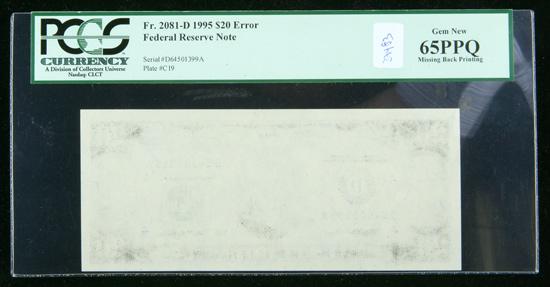 PCGS
CURRENCY
A Division of Collectors Universe
Nasdaq: CLCT
Fr. 2081-D 1995 $20 Error
Federal Reserve Note
Serial #D64501399A
Plate #C19
Gem New
65PPQ
Missing Back Printing